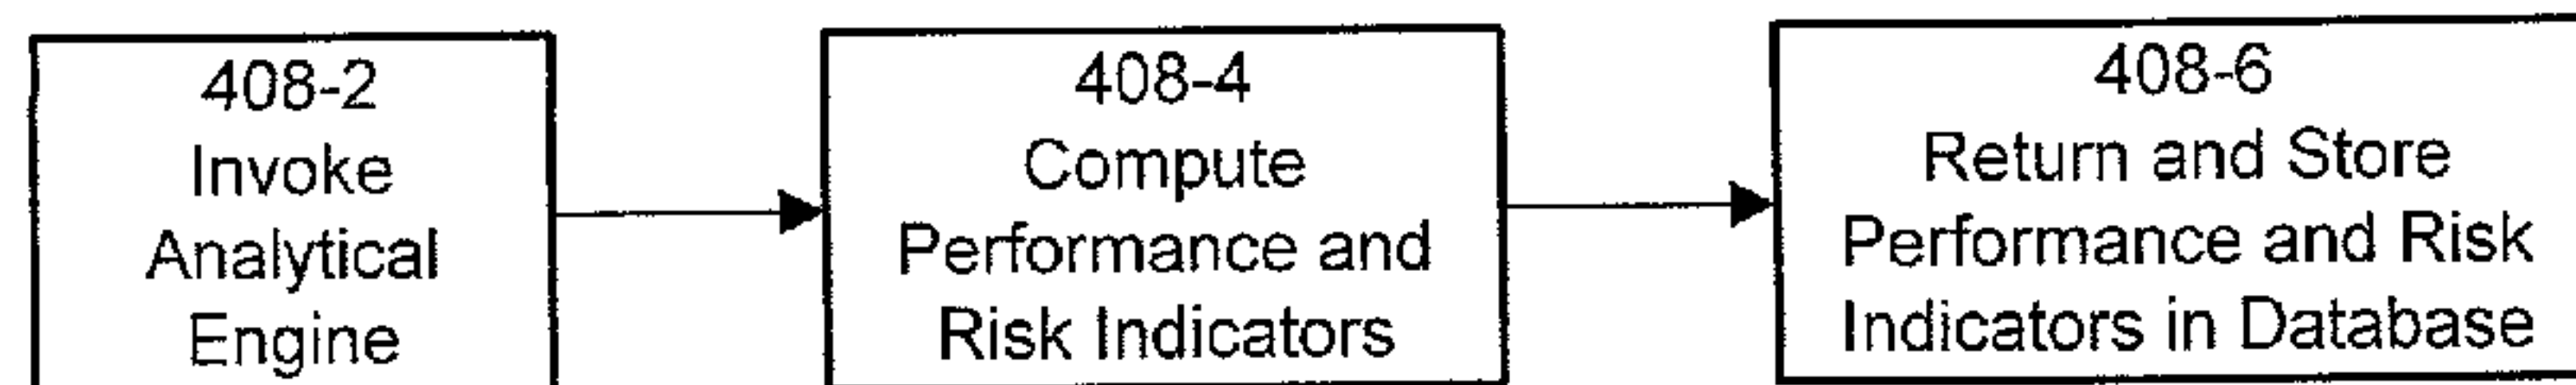 408-2
Invoke
Analytical
Engine
408-4
Compute
Performance and
Risk Indicators
408-6
Return and Store
Performance and Risk
Indicators in Database